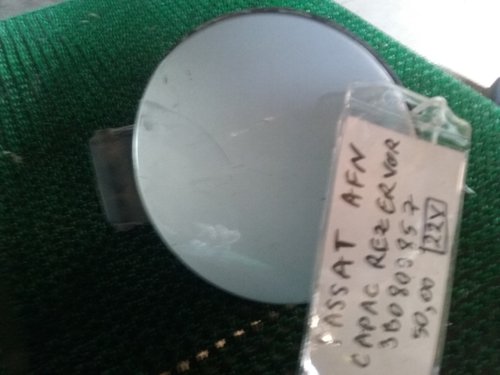 PASSAT AFN
CAPAC REZERVOR
3B0809857
50,00 22V